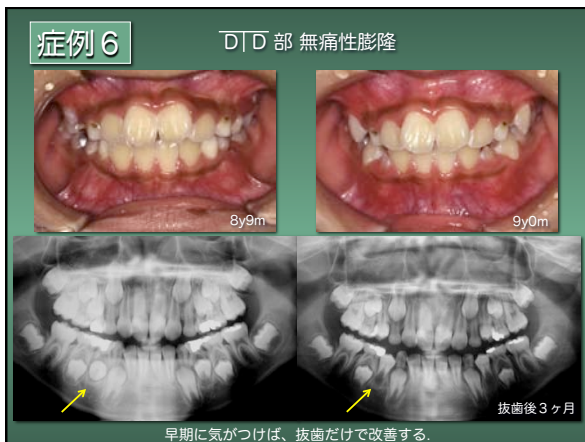 症例6
D|D 部 無痛性膨隆
8y9m
9y0m
抜歯後3ヶ月
早期に気がつけば、抜歯だけで改善する.